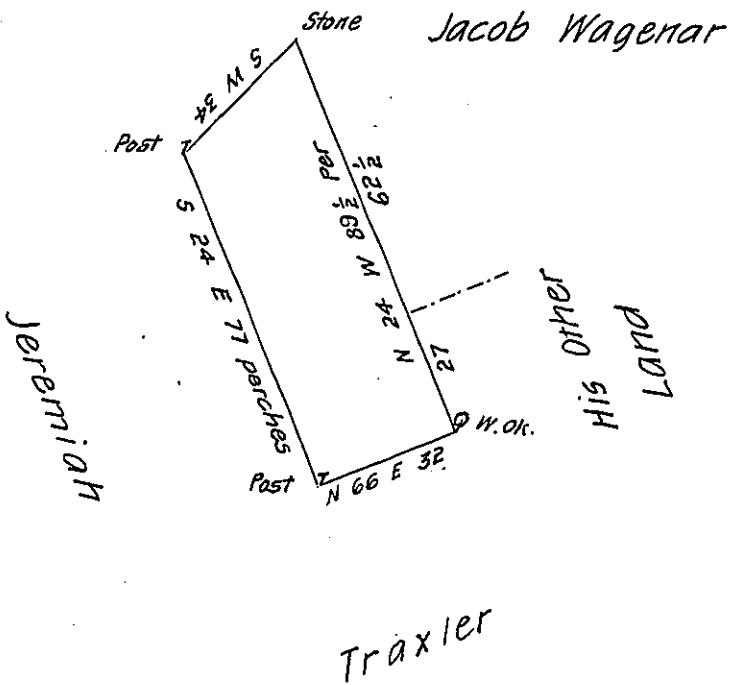 Stone
Jacob Wagenar
S W 34
Post
S 24 E 77 perches
N 24 W 89½ per
62½
27
His Other
Land
W.OK.
Post
N 66 E 32
Jeremiah
Traxler